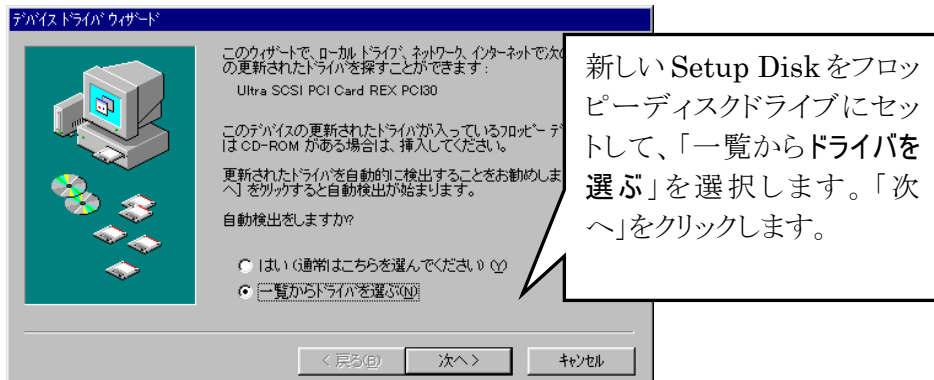 デバイス ドライバ ウィザード
このウィザードで、ローカル ドライブ、ネットワーク、インターネットで次の
の更新されたドライバを探すことができます:
Ultra SCSI PCI Card REX PCI30
このデバイスの更新されたドライバが入っているフロッピー デ
は CD-ROM がある場合は、挿入してください。
更新されたドライバを自動的に検出することをお勧めしま
へ] をクリックすると自動検出が始まります。
自動検出をしますか?
はい (通常はこちらを選んでください) (Y)
一覧からドライバを選ぶ(N)
< 戻る(B)
次へ >
キャンセル
新しい Setup Disk をフロッ
ピーディスクドライブにセッ
トして、「一覧からドライバを
選ぶ」を選択します。「次
へ」をクリックします。